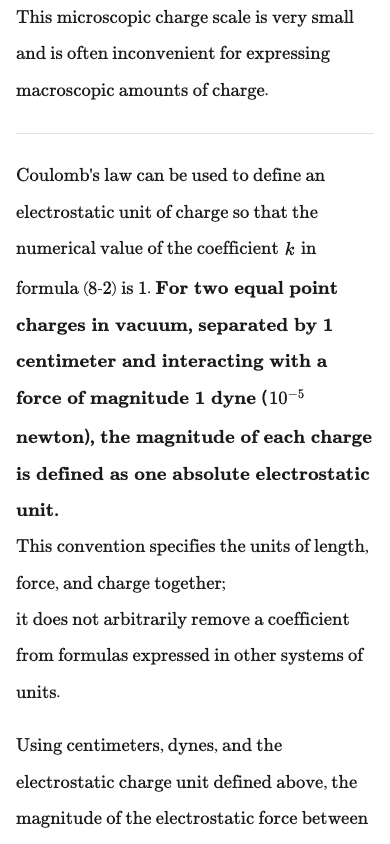 This microscopic charge scale is very small
and is often inconvenient for expressing
macroscopic amounts of charge.
Coulomb's law can be used to define an
electrostatic unit of charge so that the
numerical value of the coefficient k in
formula (8-2) is 1. For two equal point
charges in vacuum, separated by 1
centimeter and interacting with a
force of magnitude 1 dyne (10⁻⁵
newton), the magnitude of each charge
is defined as one absolute electrostatic
unit.
This convention specifies the units of length,
force, and charge together;
it does not arbitrarily remove a coefficient
from formulas expressed in other systems of
units.
Using centimeters, dynes, and the
electrostatic charge unit defined above, the
magnitude of the electrostatic force between